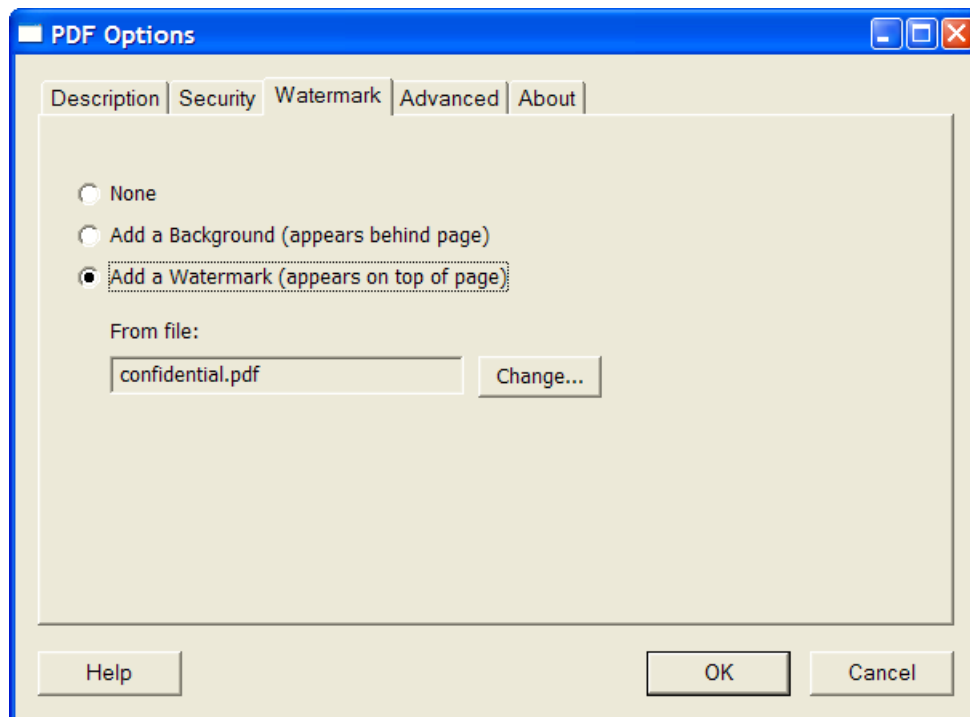 PDF Options
Description Security Watermark Advanced About
None
Add a Background (appears behind page)
Add a Watermark (appears on top of page)
From file:
confidential.pdf Change...
Help OK Cancel